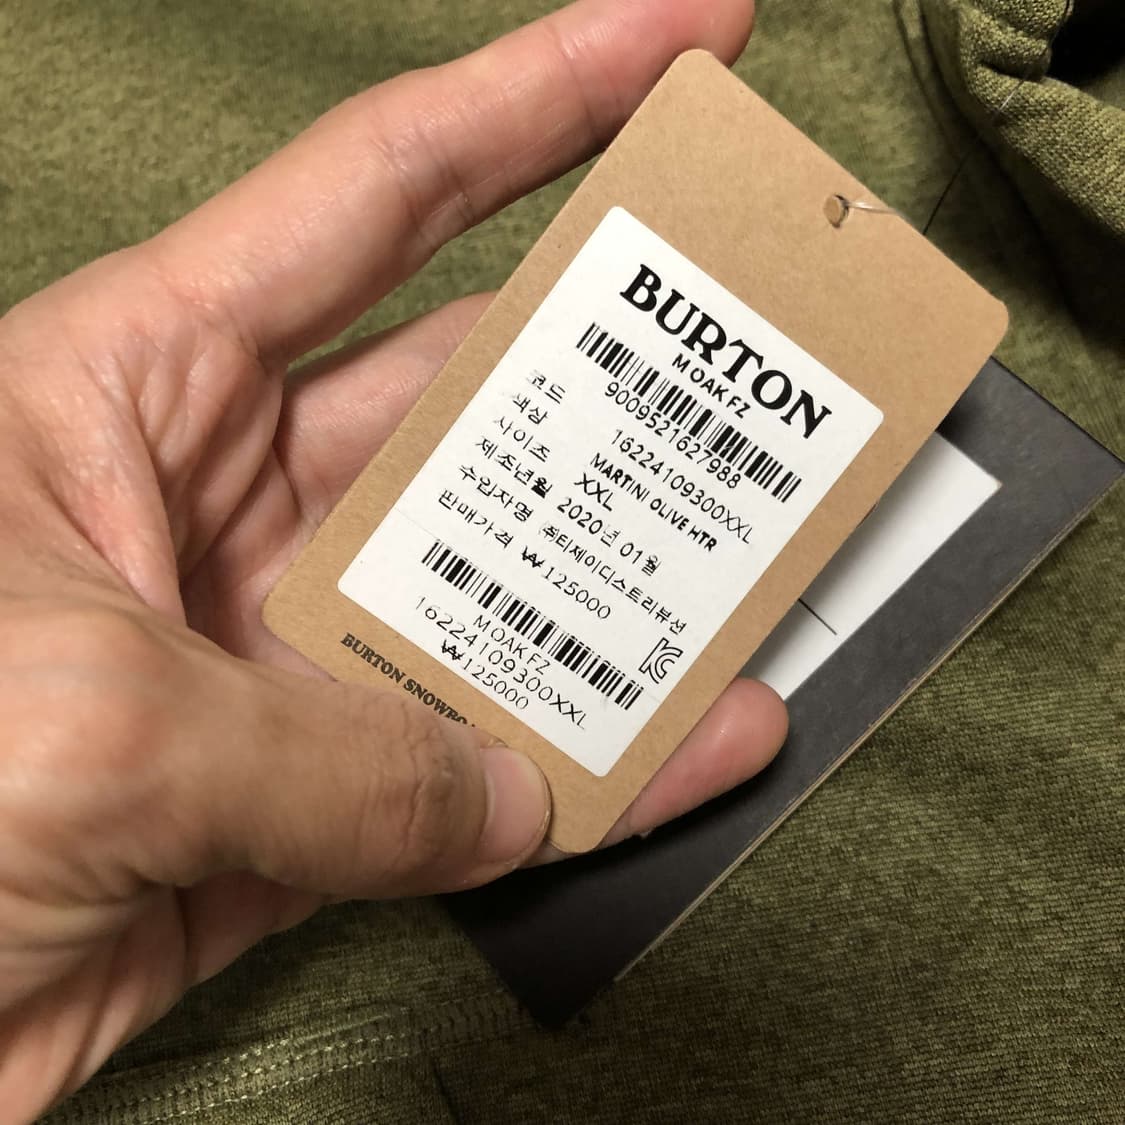 BURTON
M OAK FZ
9009521627988
코드 16224109300XXL
색상 MARTINI OLIVE HTR
사이즈 XXL
제조년월 2020년 01월
수입자명 ㈜티제이디스트리뷰션
판매가격 ₩125000
M OAK FZ
16224109300XXL
₩125000
BURTON